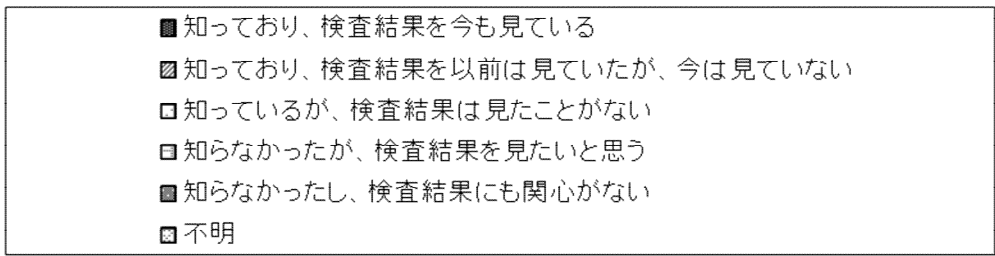 知っており、検査結果を今も見ている
知っており、検査結果を以前は見ていたが、今は見ていない
知っているが、検査結果は見たことがない
知らなかったが、検査結果を見たいと思う
知らなかったし、検査結果にも関心がない
不明